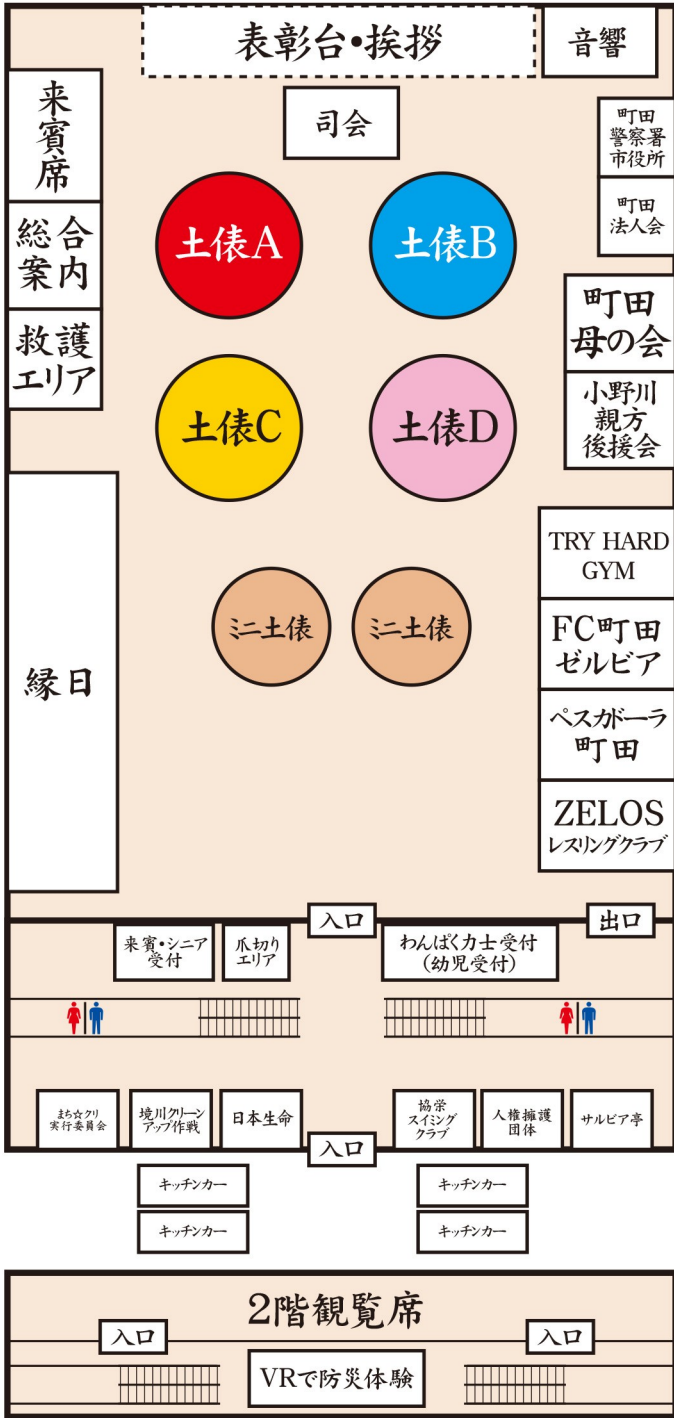 表彰台・挨拶
音響
司会
来賓席
総合
案内
救護
エリア
縁日
土俵A
土俵B
土俵C
土俵D
ミニ土俵
ミニ土俵
町田
警察署
市役所
町田
法人会
町田
母の会
小野川
親方
後援会
TRY HARD
GYM
FC町田
ゼルビア
ペスカドーラ
町田
ZELOS
レスリングクラブ
入口
出口
来賓・シニア
受付
爪切り
エリア
わんぱく力士受付
(幼児受付)
まち☆クリ
実行委員会
境川クリーン
アップ作戦
日本生命
協栄
スイミング
クラブ
人権擁護
団体
サルビア亭
入口
キッチンカー
キッチンカー
キッチンカー
キッチンカー
2階観覧席
入口
入口
VRで防災体験